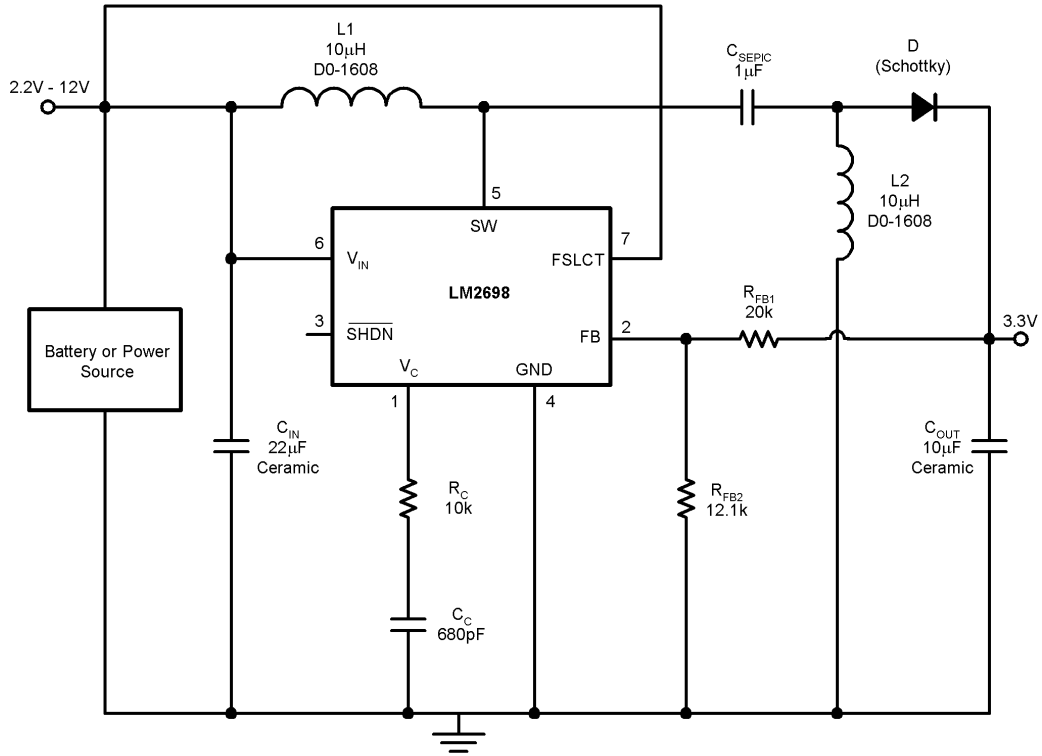 L1
10µH
D0-1608
C_SEPIC
1µF
D
(Schottky)
2.2V - 12V
L2
10µH
D0-1608
5
SW
6
V_IN
7
FSLCT
LM2698
3
SHDN
2
FB
R_FB1
20k
3.3V
V_C
GND
1
4
Battery or Power
Source
C_IN
22µF
Ceramic
C_OUT
10µF
Ceramic
R_C
10k
R_FB2
12.1k
C_C
680pF